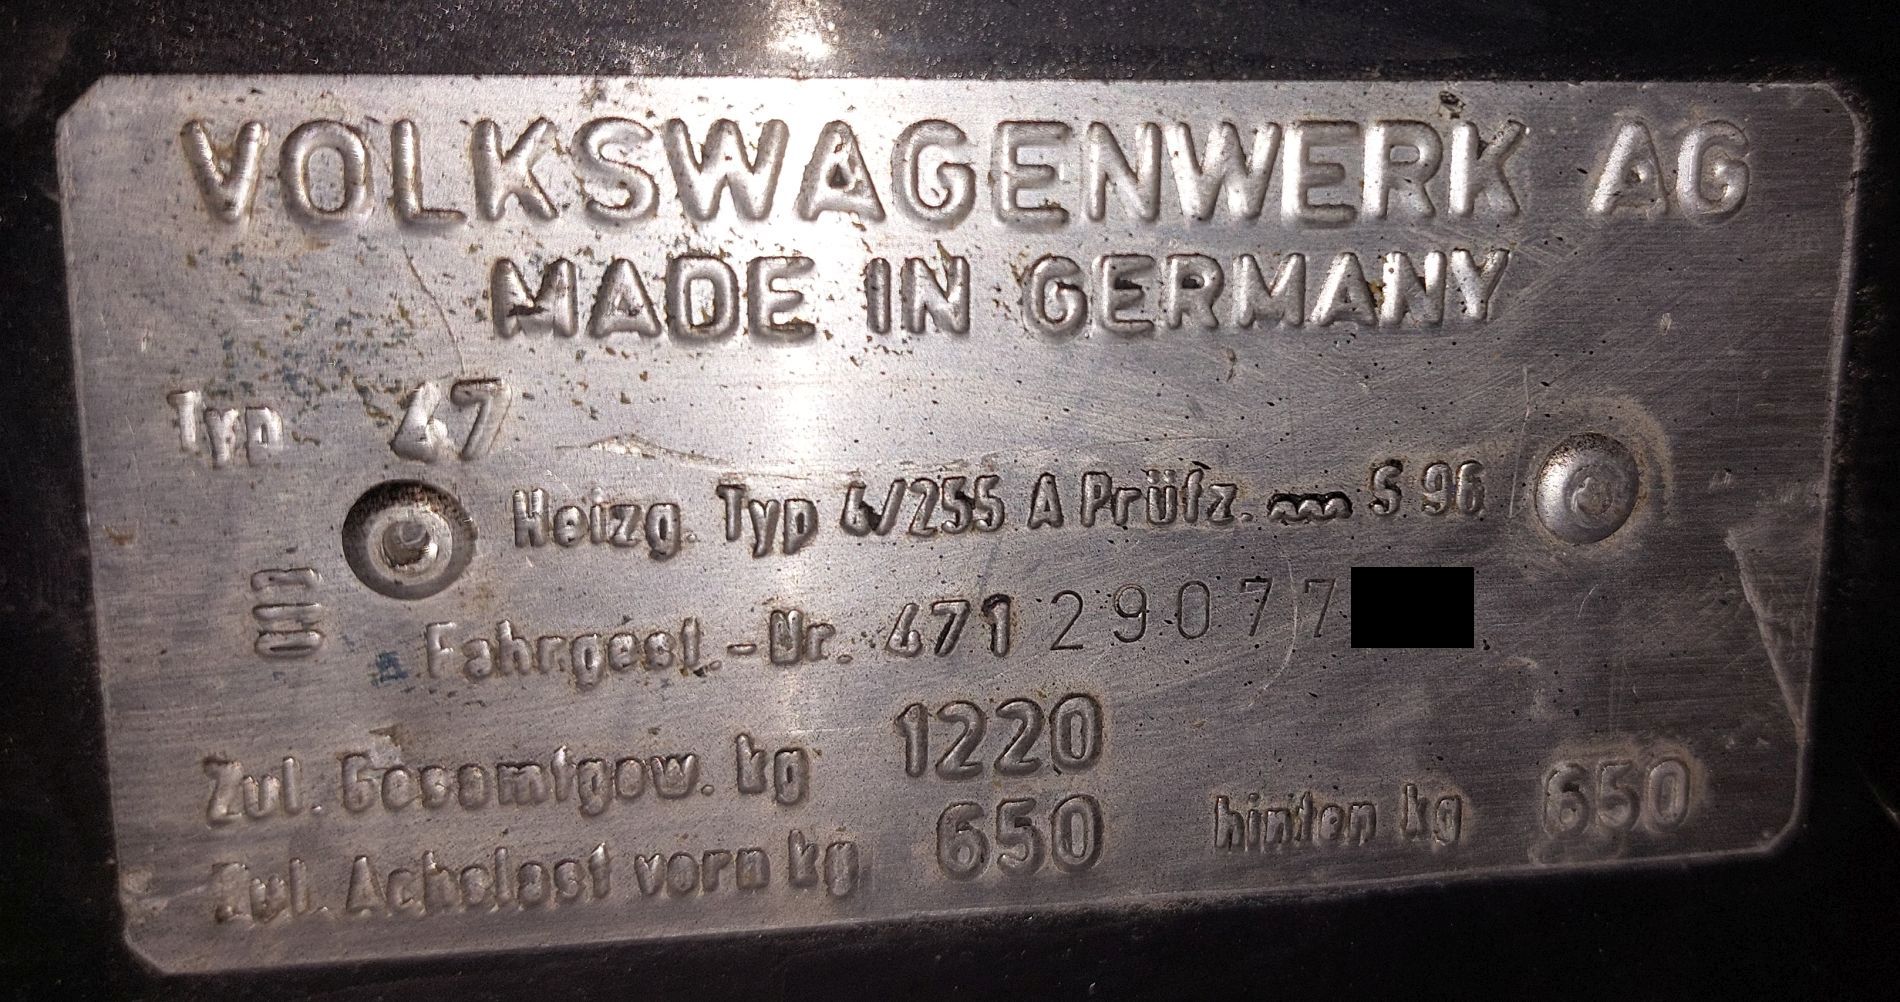 VOLKSWAGENWERK AG
MADE IN GERMANY
Typ 47
Heizg. Typ 6/255 A Prüfz. ~~~ S 96
Fahrgest.-Nr. 47129077
Zul. Gesamtgew. kg 1220
Zul. Achslast vorn kg 650 hinten kg 650